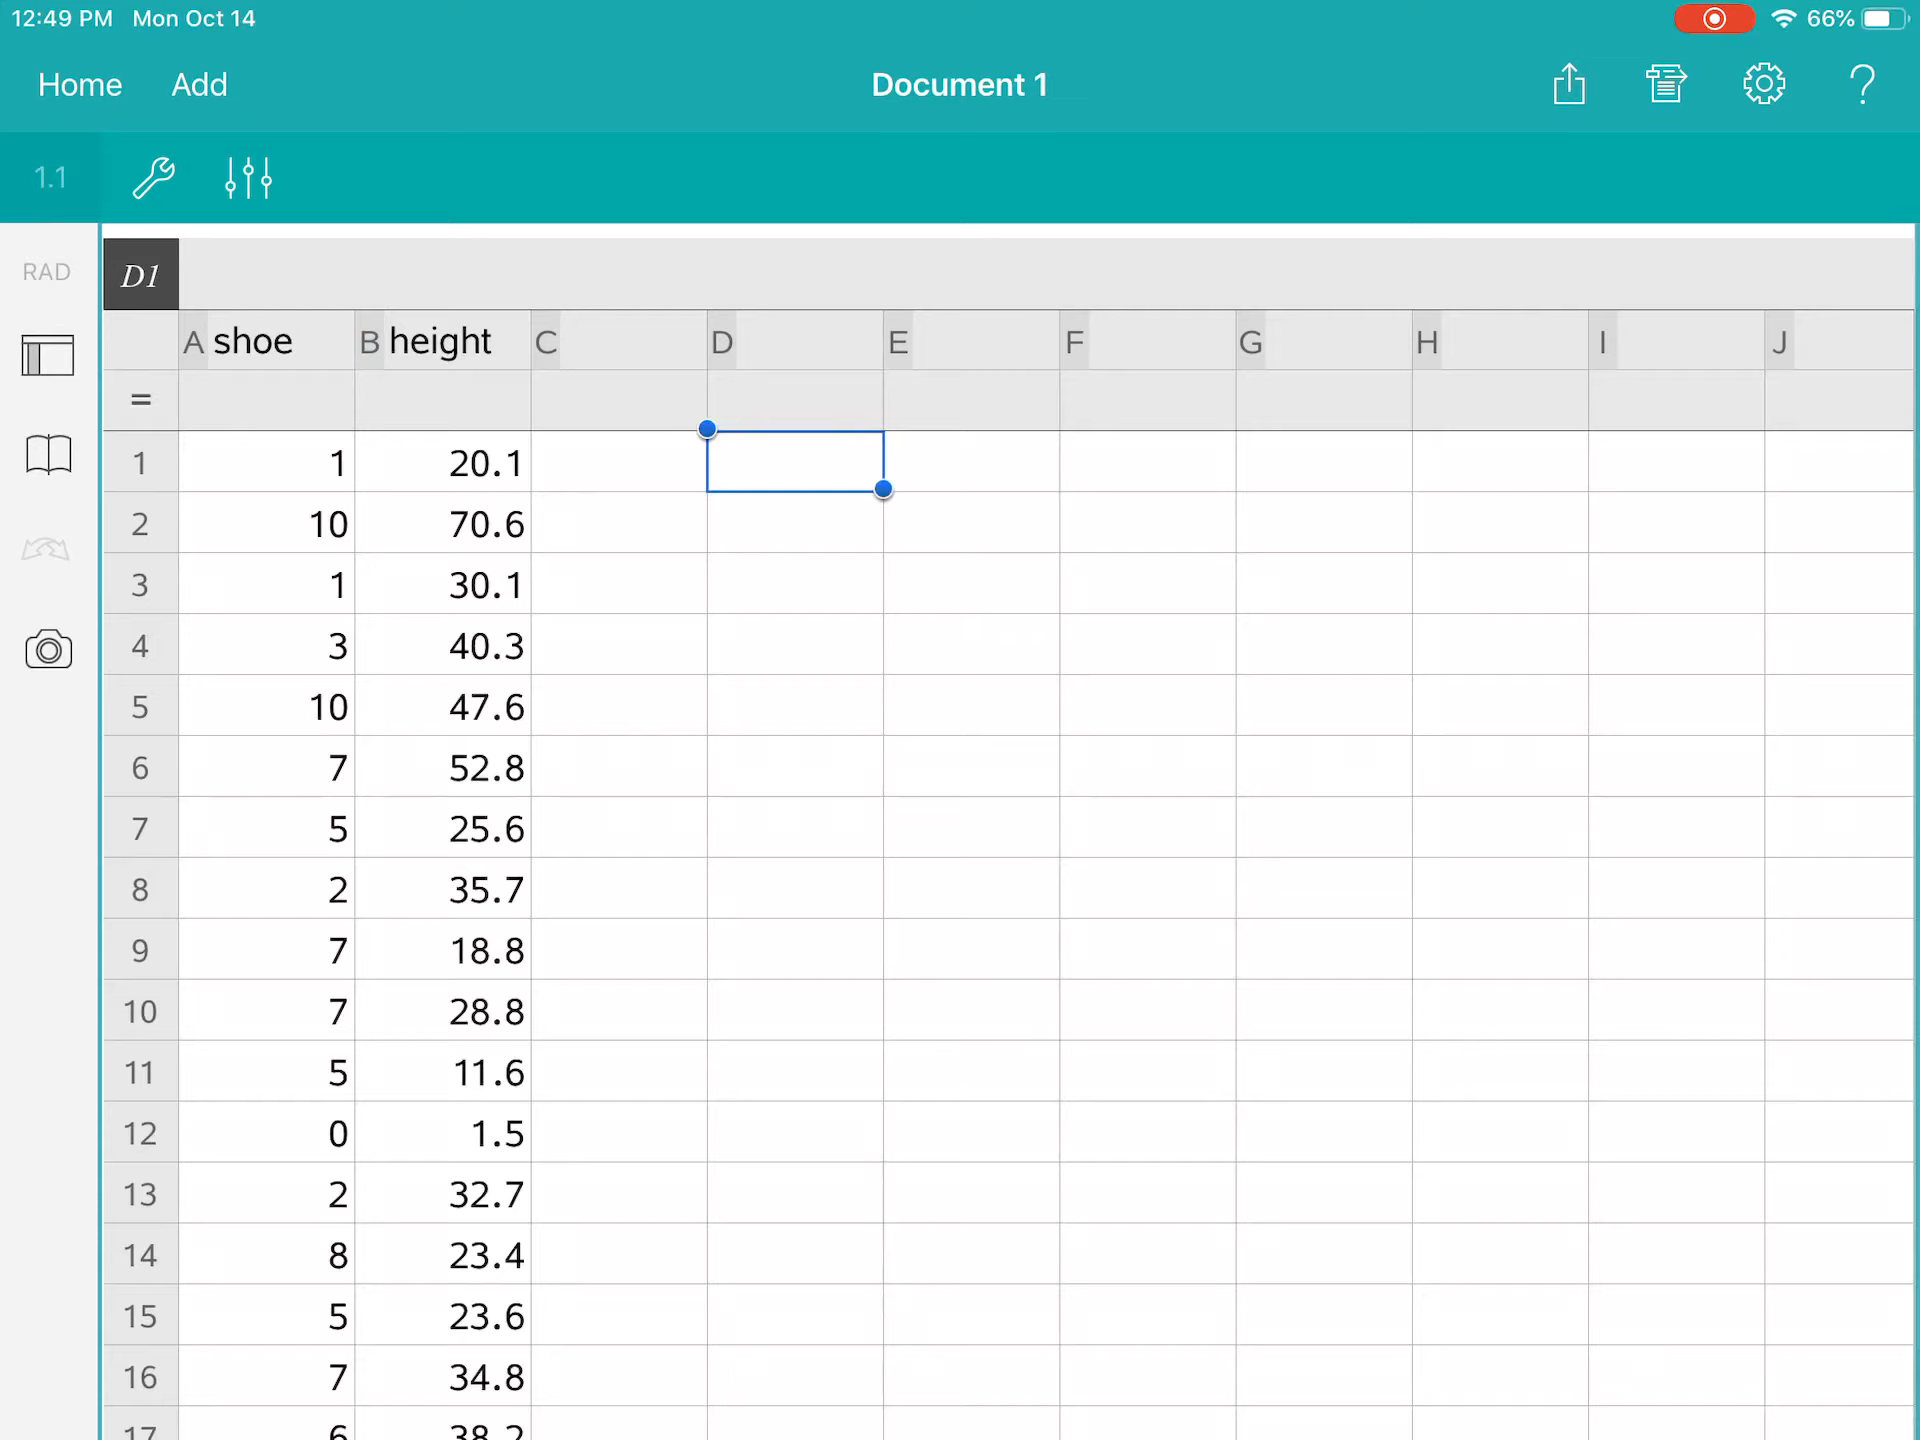 12:49 PM Mon Oct 14 66%
Home Add Document 1 ?
1.1
RAD D1
A shoe B height C D E F G H I J
=
1 1 20.1
2 10 70.6
3 1 30.1
4 3 40.3
5 10 47.6
6 7 52.8
7 5 25.6
8 2 35.7
9 7 18.8
10 7 28.8
11 5 11.6
12 0 1.5
13 2 32.7
14 8 23.4
15 5 23.6
16 7 34.8
17 6 38.2